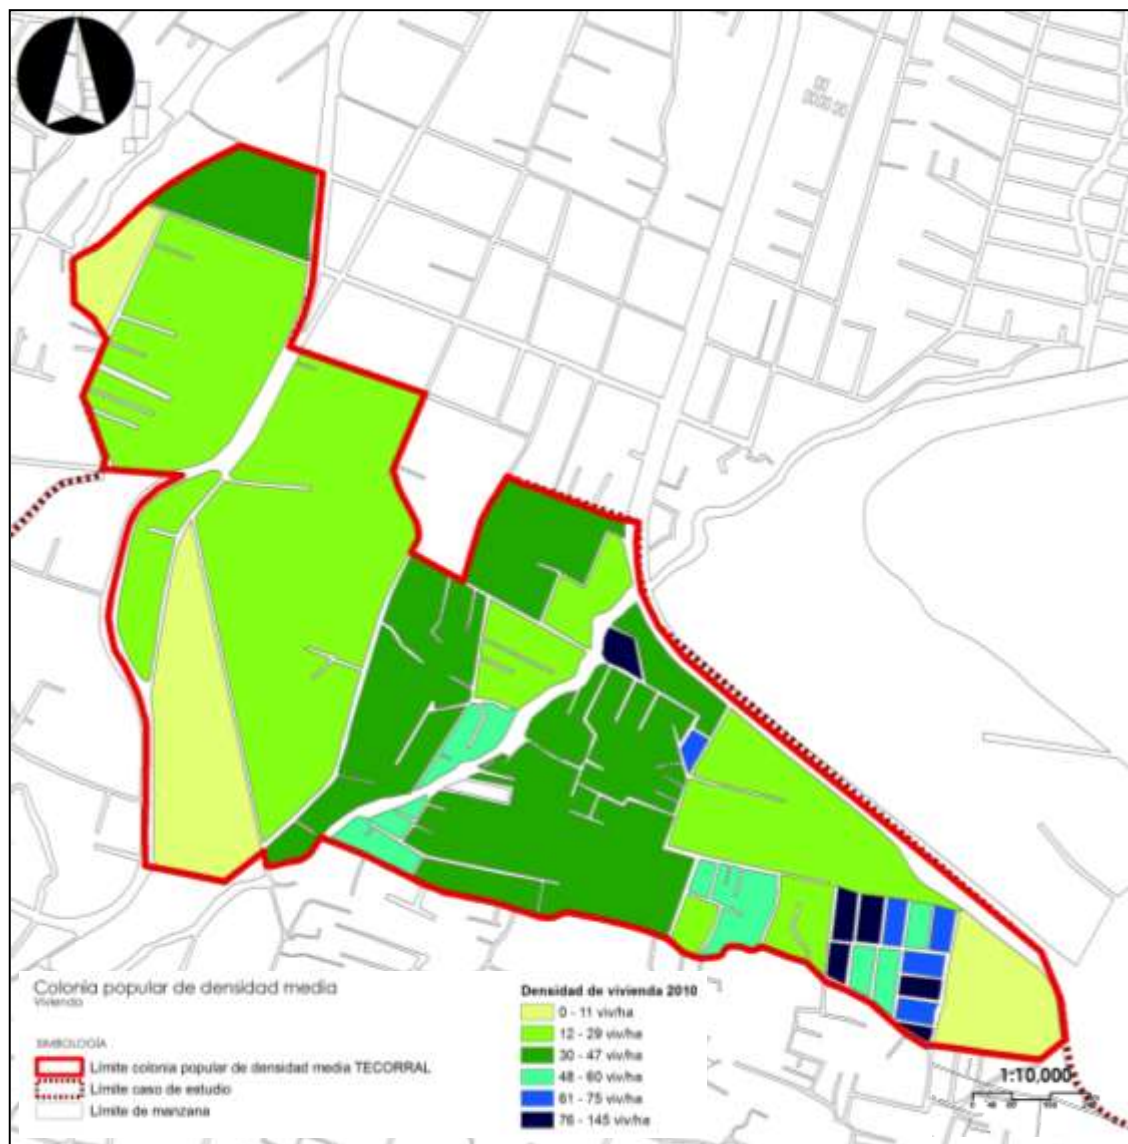 Colonia popular de densidad media
Vivienda
SIMBOLOGÍA
Límite colonia popular de densidad media TECORRAL
Límite caso de estudio
Límite de manzana
Densidad de vivienda 2010
0 - 11 viv/ha
12 - 29 viv/ha
30 - 47 viv/ha
48 - 60 viv/ha
61 - 75 viv/ha
76 - 145 viv/ha
1:10,000